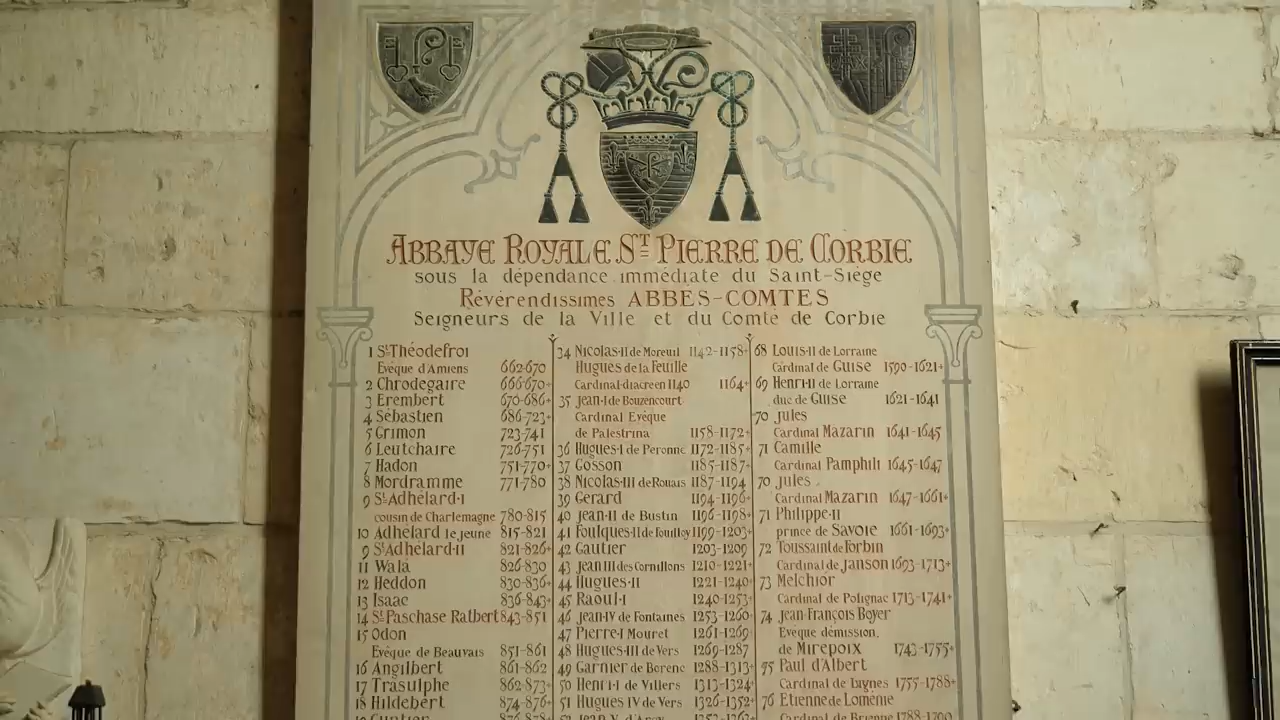 ABBAYE ROYALE ST PIERRE DE CORBIE
sous la dépendance immédiate du Saint-Siège
Révérendissimes ABBÉS-COMTES
Seigneurs de la Ville et du Comté de Corbie
1 St Théodefroi
Evêque d'Amiens 662-670
2 Chrodegaire 666-670+
3 Erembert 670-686+
4 Sébastien 686-723+
5 Grimon 723-741
6 Leutchaire 726-751
7 Hadon 751-770+
8 Mordramme 771-780
9 St Adhélard-I
cousin de Charlemagne 780-815
10 Adhelard le jeune 815-821
9 St Adhélard-II 821-826+
11 Wala 826-830
12 Heddon 830-836+
13 Isaac 836-843+
14 St Paschase Ratbert 843-851
15 Odon
Evêque de Beauvais 851-861
16 Angilbert 861-862
17 Trasulphe 862-873+
18 Hildebert 874-876+
34 Nicolas-II de Moreuil 1142-1158+
Hugues de la Feuille
Cardinal-diacre en 1140 1164+
35 Jean-I de Bouzencourt
Cardinal Evêque
de Palestrina 1158-1172+
36 Hugues-I de Peronne 1172-1185+
37 Gosson 1185-1187+
38 Nicolas-III de Rouais 1187-1194
39 Gerard 1194-1196+
40 Jean-II de Bustin 1196-1198+
41 Foulques-II de Fouilloy 1199-1203+
42 Gautier 1203-1209
43 Jean III des Cornillons 1210-1221+
44 Hugues-II 1221-1240+
45 Raoul-I 1240-1253+
46 Jean-IV de Fontaines 1253-1260+
47 Pierre-I Mouret 1261-1269
48 Hugues-III de Vers 1269-1287
49 Garnier de Borenc 1288-1313+
50 Henri-I de Villers 1313-1324+
51 Hugues IV de Vers 1326-1352+
68 Louis-II de Lorraine
Cardinal de Guise 1590-1621+
69 Henri-II de Lorraine
duc de Guise 1621-1641
70 Jules
Cardinal Mazarin 1641-1645
71 Camille
Cardinal Pamphili 1645-1647
70 Jules
Cardinal Mazarin 1647-1661+
71 Philippe-II
prince de Savoie 1661-1693+
72 Toussaint de Forbin
Cardinal de Janson 1693-1713+
73 Melchior
Cardinal de Polignac 1713-1741+
74 Jean-François Boyer
Evêque démission.
de Mirepoix 1743-1755+
75 Paul d'Albert
Cardinal de Luynes 1755-1788+
76 Etienne de Loménie
Cardinal de Brienne 1788-1790